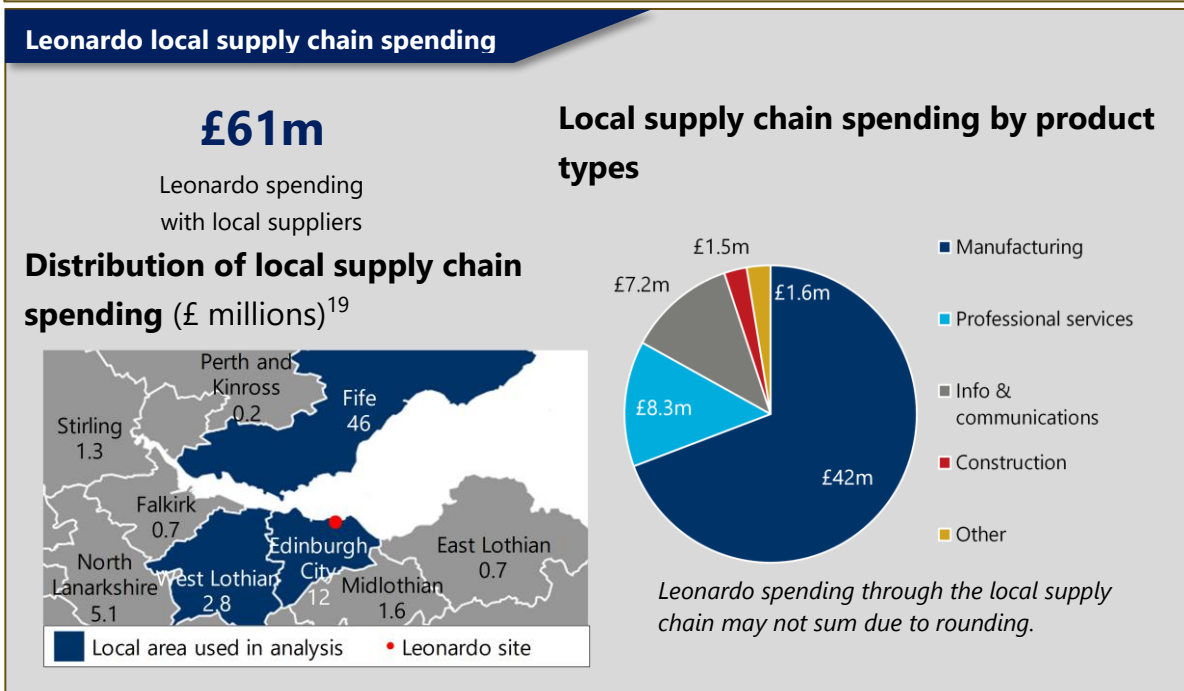 Leonardo local supply chain spending
£61m
Leonardo spending
with local suppliers
Distribution of local supply chain
spending (£ millions)19
Perth and
Kinross
0.2
Fife
46
Stirling
1.3
Falkirk
0.7
North
Lanarkshire
5.1
West Lothian
2.8
Edinburgh
City
12
Midlothian
1.6
East Lothian
0.7
Local area used in analysis
Leonardo site
Local supply chain spending by product
types
£1.5m
£1.6m
£7.2m
£8.3m
£42m
Manufacturing
Professional services
Info &
communications
Construction
Other
Leonardo spending through the local supply
chain may not sum due to rounding.